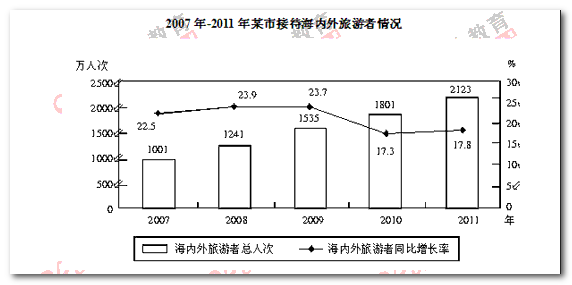 2007年-2011年某市接待海内外旅游者情况
万人次 %
2500 30%
2000 25%
1500 20%
1000 15%
500 10%
0 5%
0
22.5 23.9 23.7 17.3 17.8
1001 1241 1535 1801 2123
2007 2008 2009 2010 2011 年
海内外旅游者总人次 海内外旅游者同比增长率